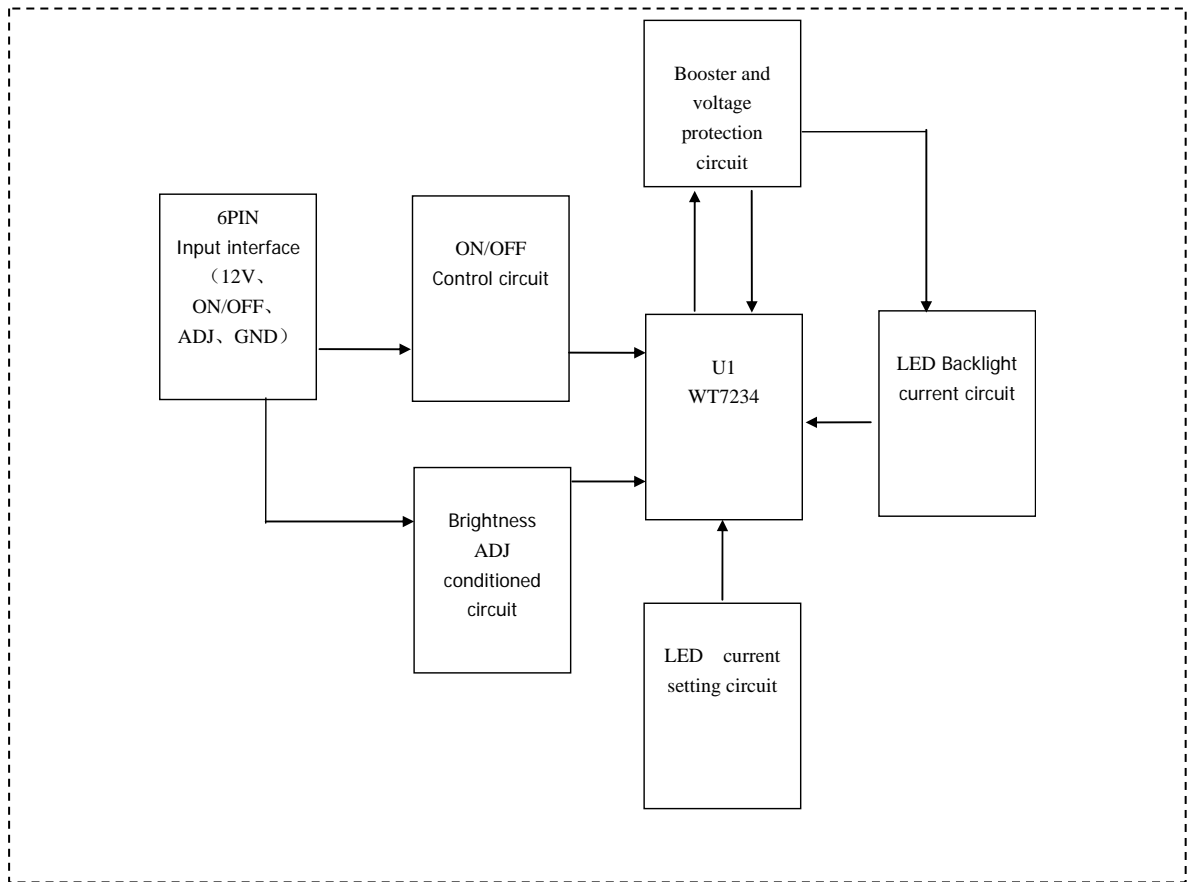 Booster and
voltage
protection
circuit
6PIN
Input interface
（12V、
ON/OFF、
ADJ、GND）
ON/OFF
Control circuit
U1
WT7234
LED Backlight
current circuit
Brightness
ADJ
conditioned
circuit
LED current
setting circuit